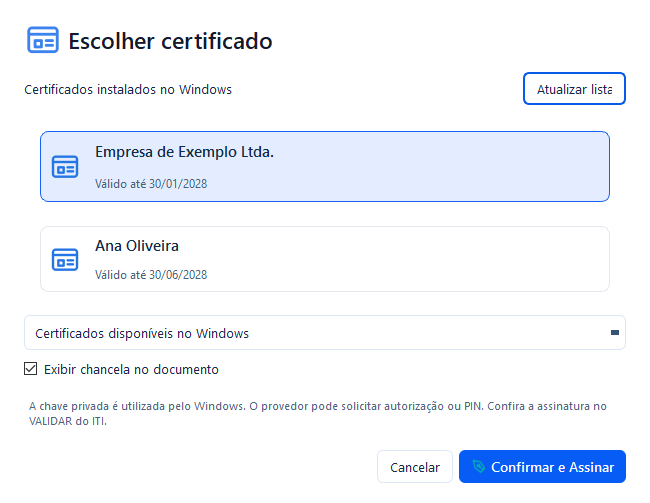 Escolher certificado
Certificados instalados no Windows
Atualizar lista
Empresa de Exemplo Ltda.
Válido até 30/01/2028
Ana Oliveira
Válido até 30/06/2028
Certificados disponíveis no Windows
Exibir chancela no documento
A chave privada é utilizada pelo Windows. O provedor pode solicitar autorização ou PIN. Confira a assinatura no
VALIDAR do ITI.
Cancelar
Confirmar e Assinar